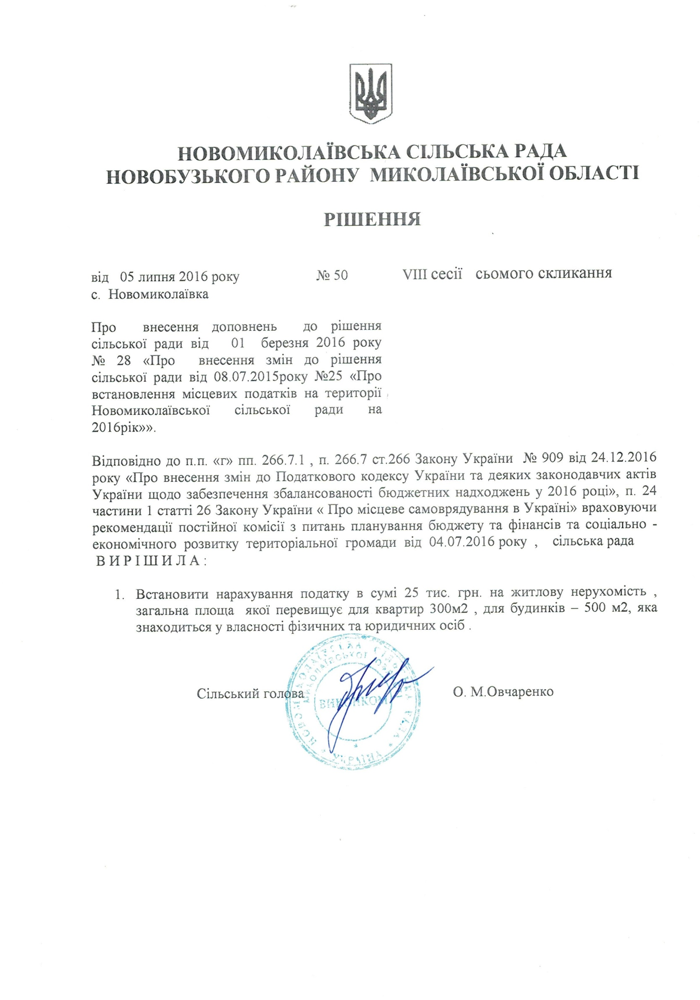 НОВОМИКОЛАЇВСЬКА СІЛЬСЬКА РАДА
НОВОБУЗЬКОГО РАЙОНУ МИКОЛАЇВСЬКОЇ ОБЛАСТІ
РІШЕННЯ
від 05 липня 2016 року № 50 VIII сесії сьомого скликання
с. Новомиколаївка
Про внесення доповнень до рішення
сільської ради від 01 березня 2016 року
№ 28 «Про внесення змін до рішення
сільської ради від 08.07.2015року №25 «Про
встановлення місцевих податків на території
Новомиколаївської сільської ради на
2016рік»».
Відповідно до п.п. «г» пп. 266.7.1 , п. 266.7 ст.266 Закону України № 909 від 24.12.2016
року «Про внесення змін до Податкового кодексу України та деяких законодавчих актів
України щодо забезпечення збалансованості бюджетних надходжень у 2016 році», п. 24
частини 1 статті 26 Закону України « Про місцеве самоврядування в Україні» враховуючи
рекомендації постійної комісії з питань планування бюджету та фінансів та соціально -
економічного розвитку територіальної громади від 04.07.2016 року , сільська рада
В И Р І Ш И Л А :
1. Встановити нарахування податку в сумі 25 тис. грн. на житлову нерухомість ,
загальна площа якої перевищує для квартир 300м2 , для будинків – 500 м2, яка
знаходиться у власності фізичних та юридичних осіб .
Сільський голова О. М.Овчаренко
НОВОМИКОЛАЇВСЬКА СІЛЬСЬКА РАДА * УКРАЇНА *
МИКОЛАЇВСЬКОЇ
ВИКОНКОМ